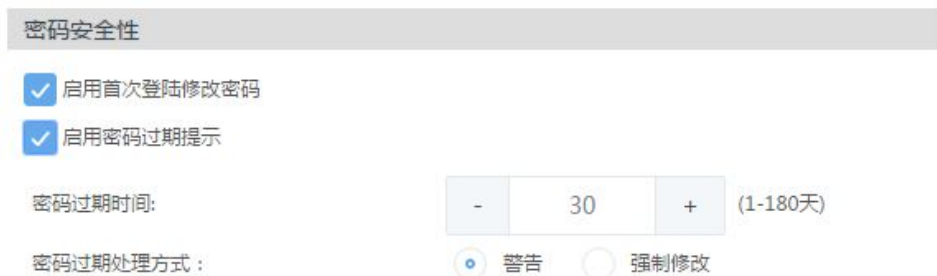 密码安全性
启用首次登陆修改密码
启用密码过期提示
密码过期时间: - 30 + (1-180天)
密码过期处理方式： 警告 强制修改